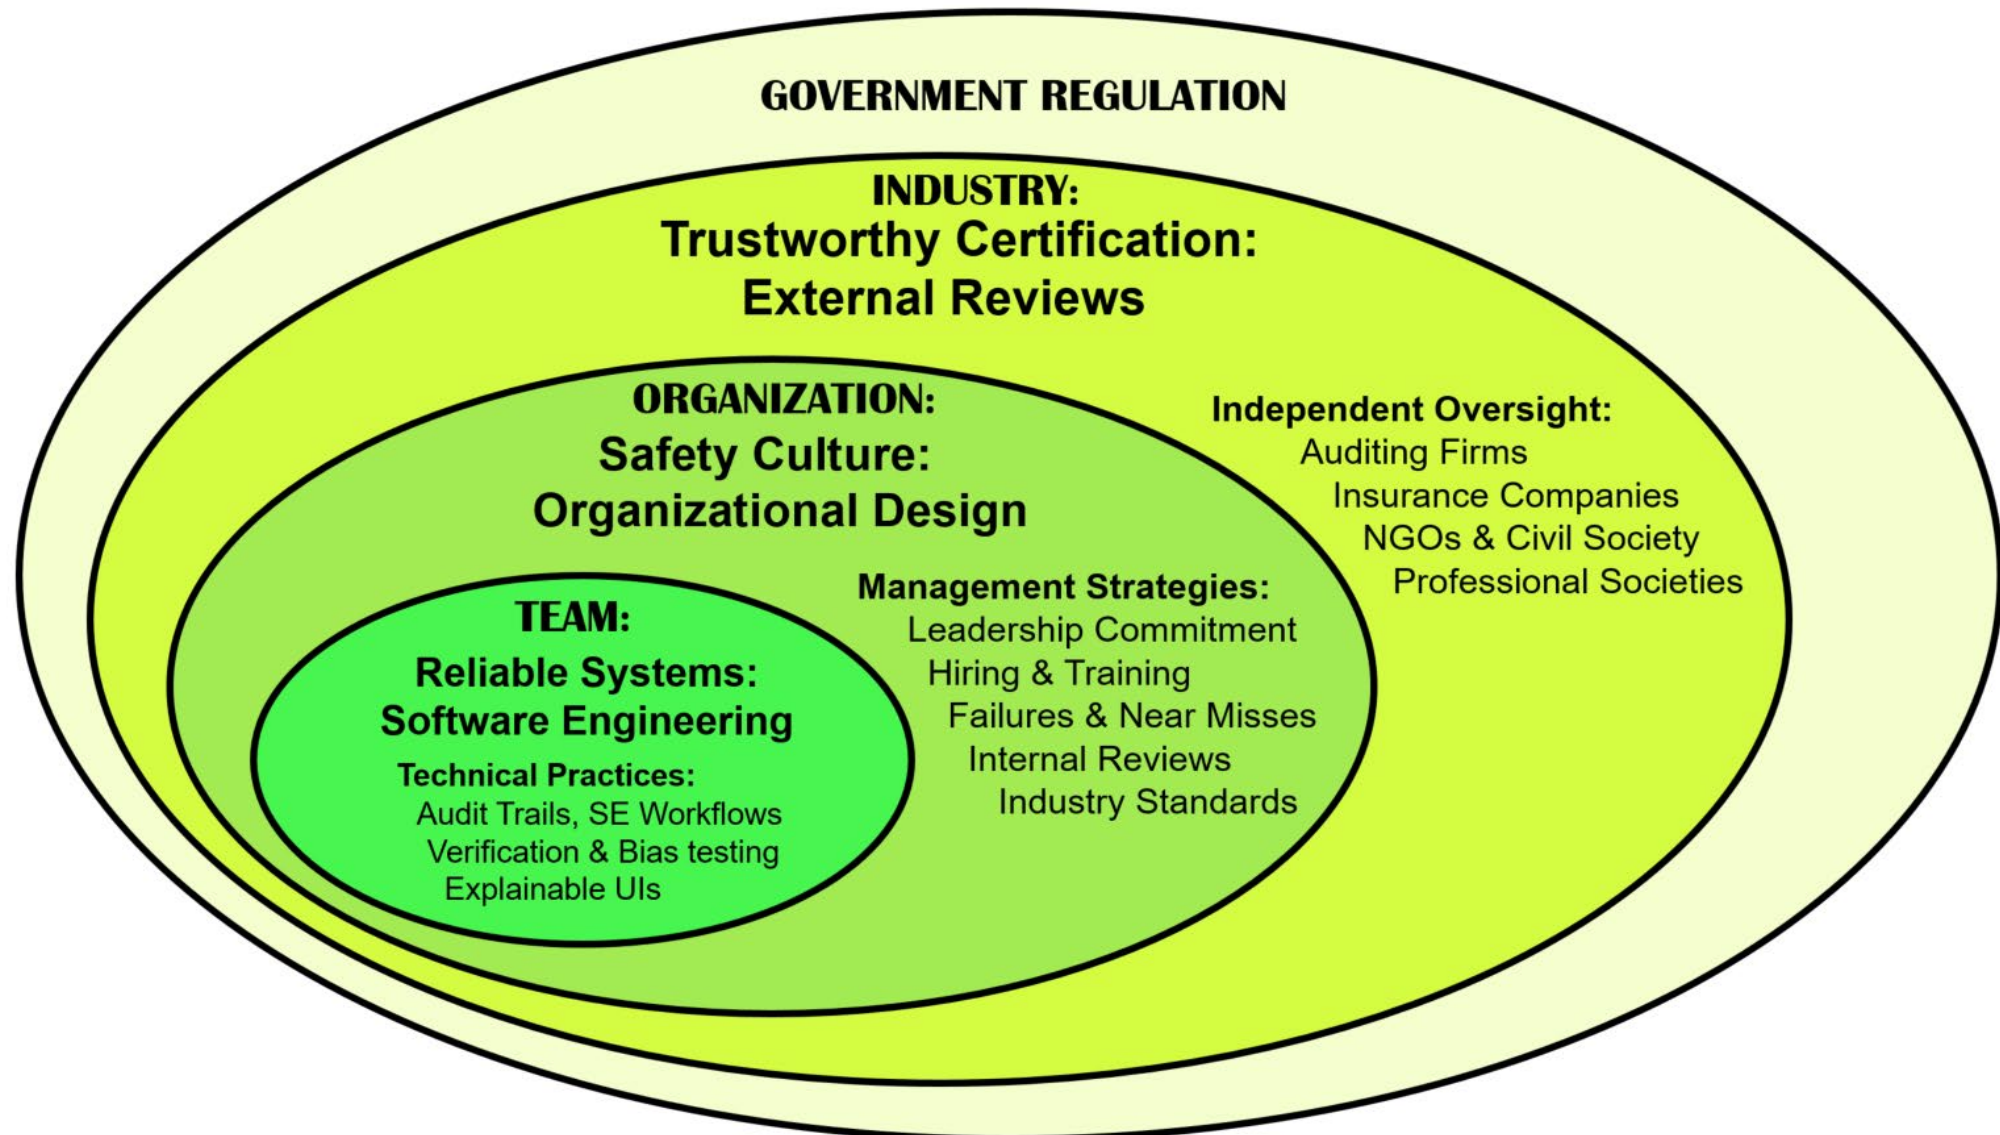 GOVERNMENT REGULATION
INDUSTRY:
Trustworthy Certification:
External Reviews
ORGANIZATION:
Safety Culture:
Organizational Design
Independent Oversight:
Auditing Firms
Insurance Companies
NGOs & Civil Society
Professional Societies
Management Strategies:
Leadership Commitment
Hiring & Training
Failures & Near Misses
Internal Reviews
Industry Standards
TEAM:
Reliable Systems:
Software Engineering
Technical Practices:
Audit Trails, SE Workflows
Verification & Bias testing
Explainable UIs